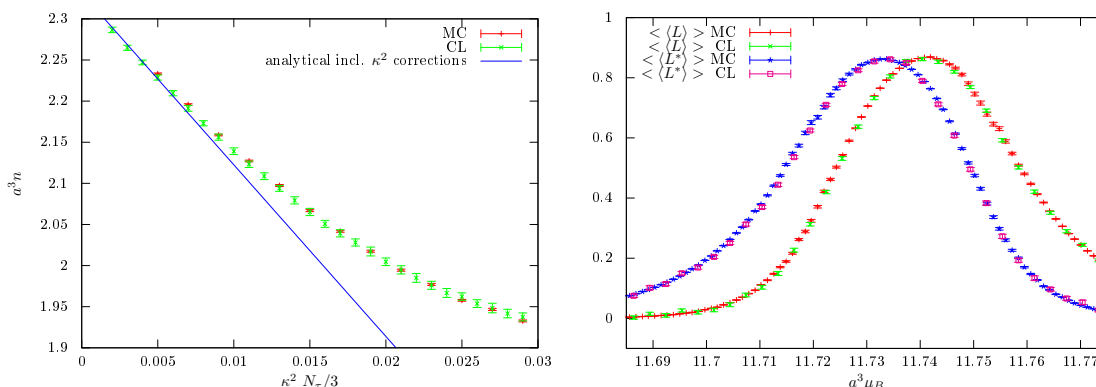 2.3
2.25
2.2
2.15
2.1
2.05
2
1.95
1.9
a³n
MC
CL
analytical incl. κ² corrections
0 0.005 0.01 0.015 0.02 0.025 0.03
κ² N_τ/3
1
0.8
0.6
0.4
0.2
0
< ⟨L⟩ > MC
< ⟨L⟩ > CL
< ⟨L*⟩ > MC
< ⟨L*⟩ > CL
11.69 11.7 11.71 11.72 11.73 11.74 11.75 11.76 11.77
a³μ_B